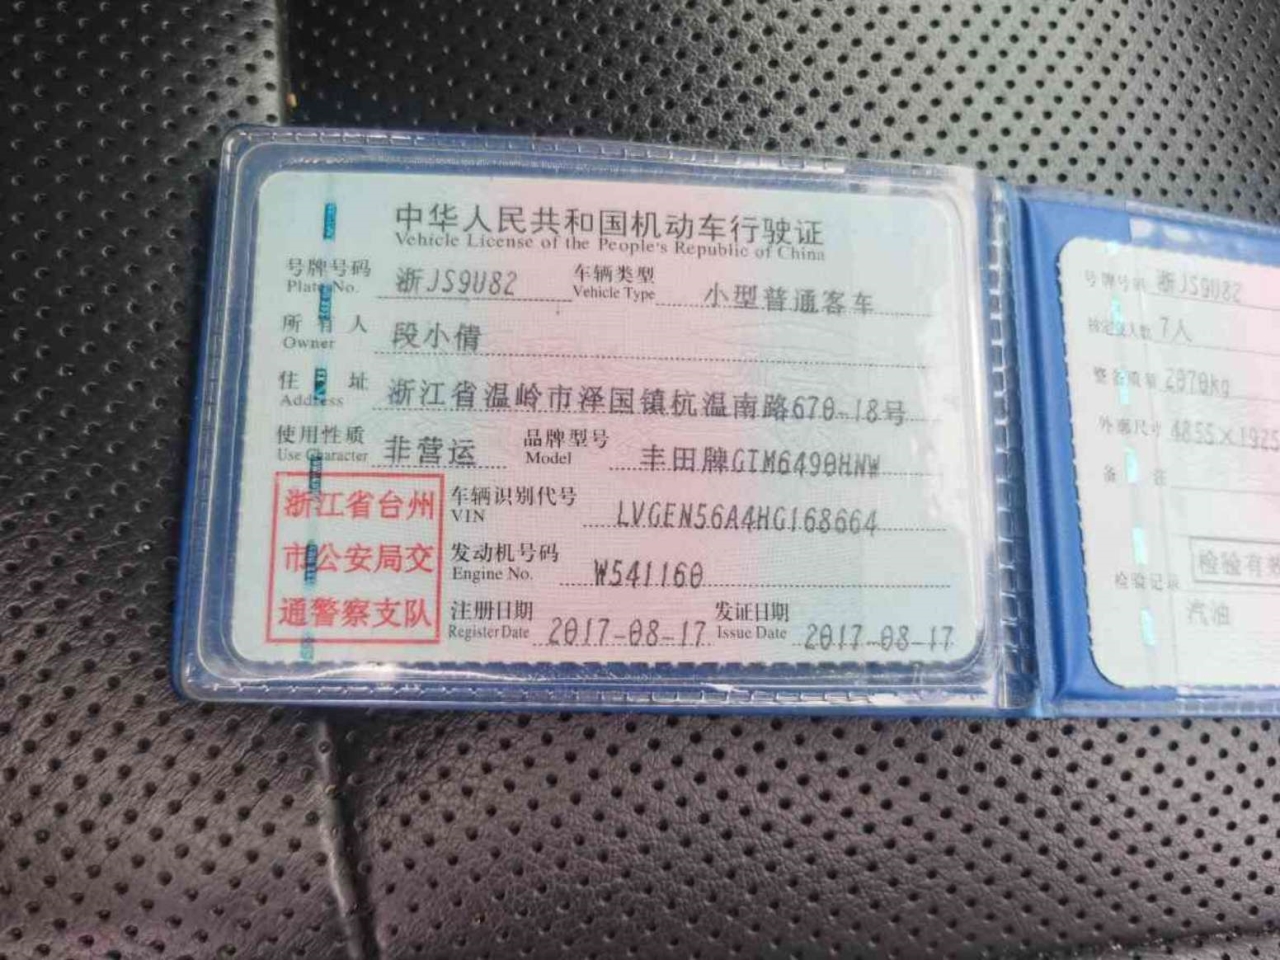 中华人民共和国机动车行驶证
Vehicle License of the People's Republic of China
号牌号码 浙JS9U82 车辆类型 小型普通客车
Plate No. Vehicle Type
所有人 段小倩
Owner
住址 浙江省温岭市泽国镇杭温南路670-18号
Address
使用性质 非营运 品牌型号 丰田牌GTM6490HNW
Use Character Model
浙江省台州
市公安局交
通警察支队
车辆识别代号 LVGEN56A4HG168664
VIN
发动机号码 W541160
Engine No.
注册日期 2017-08-17 发证日期 2017-08-17
Register Date Issue Date
号牌号码 浙JS9U82
核定载人数 7人
整备质量 2070kg
外廓尺寸 4855×1925
备注
检验有效
检验记录
汽油